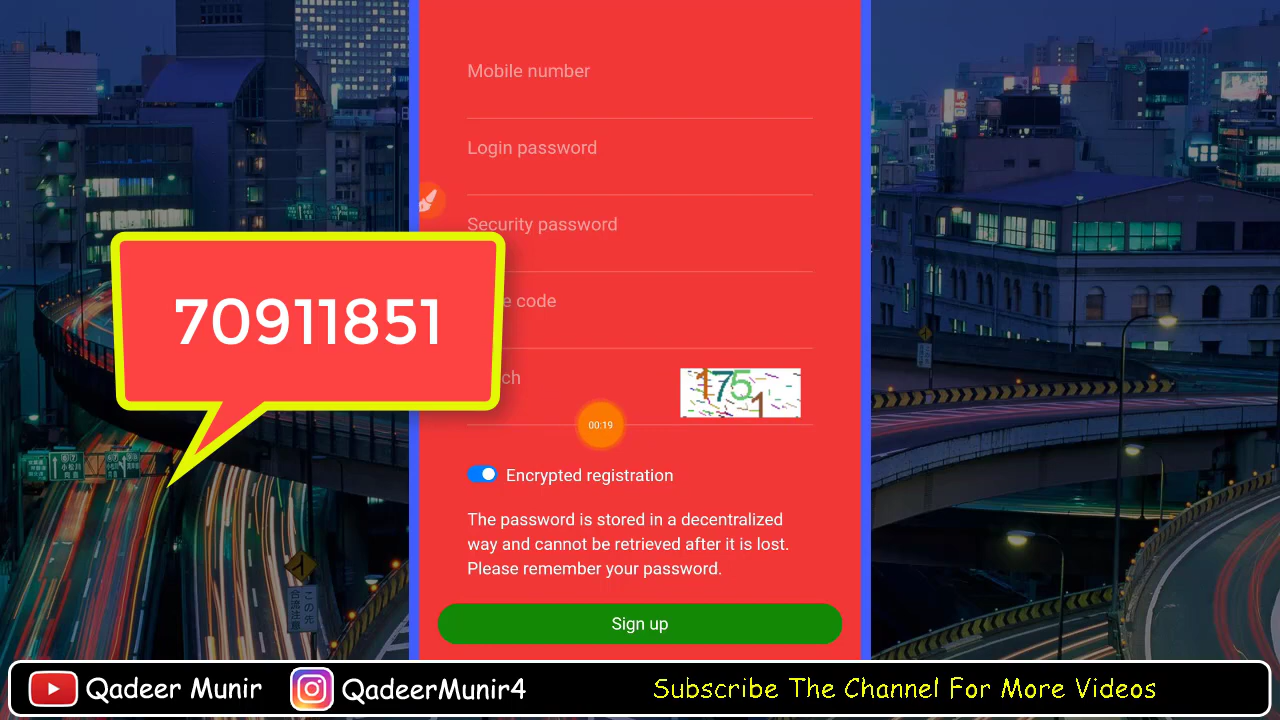 Mobile number
Login password
Security password
70911851
code
1751
00:19
Encrypted registration
The password is stored in a decentralized
way and cannot be retrieved after it is lost.
Please remember your password.
Sign up
Qadeer Munir
QadeerMunir4
Subscribe The Channel For More Videos